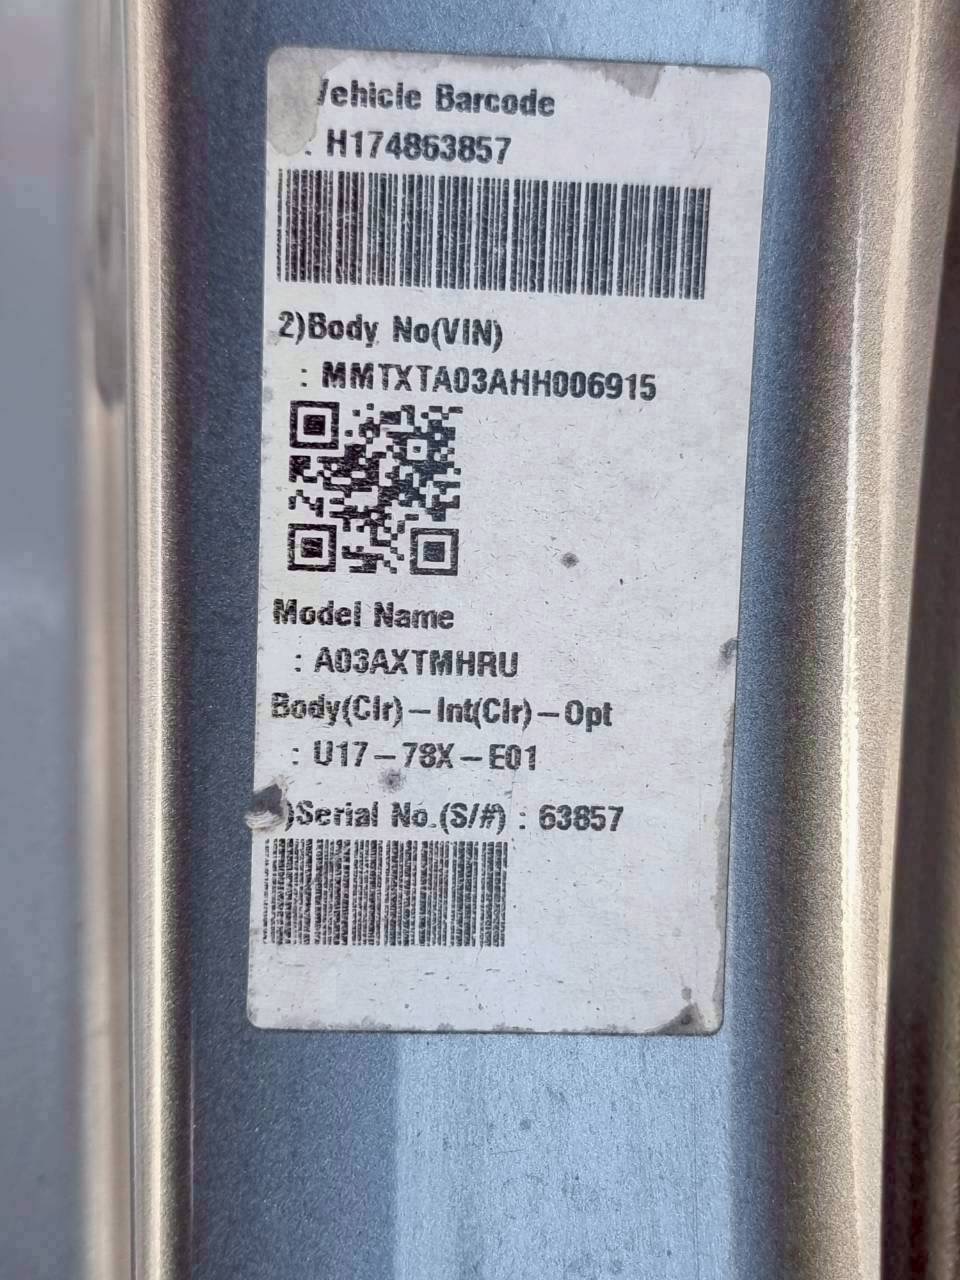 Vehicle Barcode
: H174863857
2)Body No(VIN)
: MMTXTA03AHH006915
Model Name
: A03AXTMHRU
Body(Clr)–Int(Clr)–Opt
: U17–78X–E01
)Serial No.(S/#) : 63857